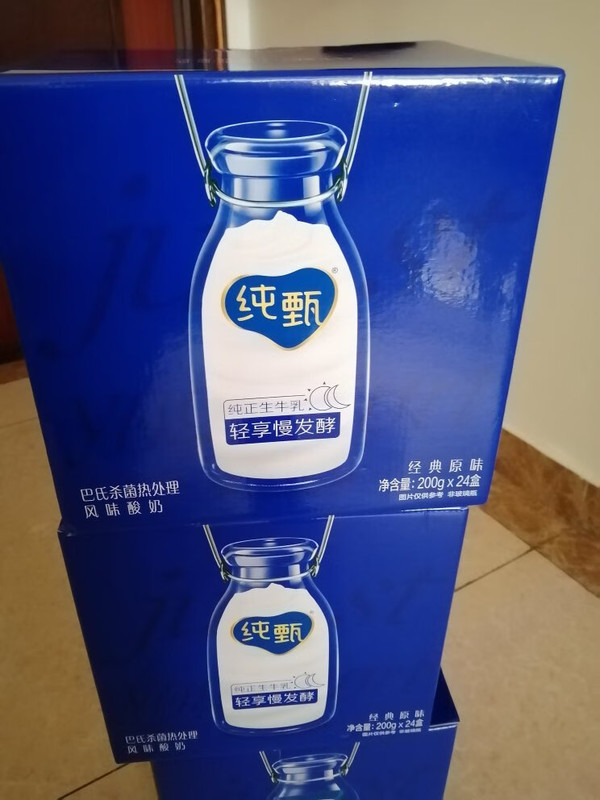 纯甄
®
纯正生牛乳
轻享慢发酵
巴氏杀菌热处理
风味酸奶
经典原味
净含量:200g x 24盒
图片仅供参考 非玻璃瓶
纯甄
纯正生牛乳
轻享慢发酵
巴氏杀菌热处理
风味酸奶
经典原味
净含量:200g x 24盒
图片仅供参考 非玻璃瓶